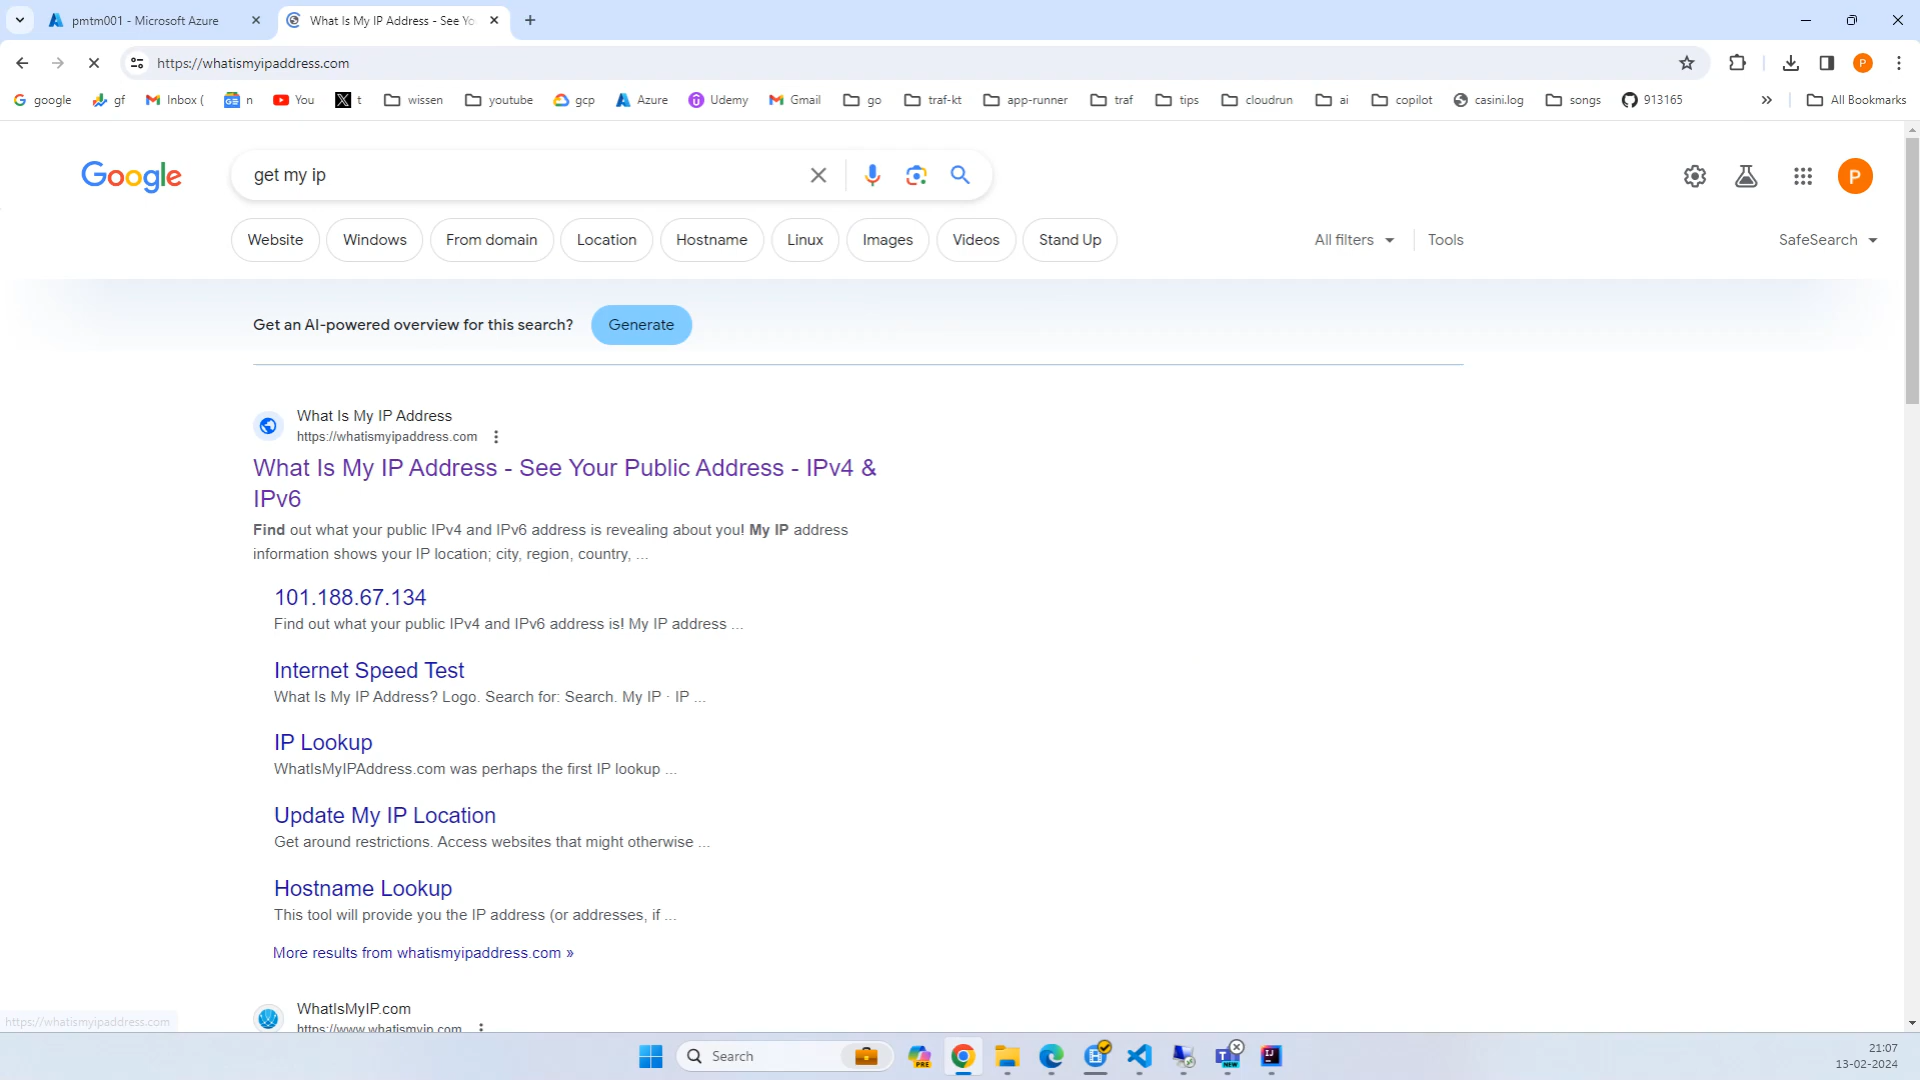 pmtm001 - Microsoft Azure
What Is My IP Address - See Yo
https://whatismyipaddress.com
P
google
gf
Inbox (
n
You
t
wissen
youtube
gcp
Azure
Udemy
Gmail
go
traf-kt
app-runner
traf
tips
cloudrun
ai
copilot
casini.log
songs
913165
All Bookmarks
Google
get my ip
P
Website
Windows
From domain
Location
Hostname
Linux
Images
Videos
Stand Up
All filters
Tools
SafeSearch
Get an AI-powered overview for this search?
Generate
What Is My IP Address
https://whatismyipaddress.com
What Is My IP Address - See Your Public Address - IPv4 &
IPv6
Find out what your public IPv4 and IPv6 address is revealing about you! My IP address
information shows your IP location; city, region, country, ...
101.188.67.134
Find out what your public IPv4 and IPv6 address is! My IP address ...
Internet Speed Test
What Is My IP Address? Logo. Search for: Search. My IP · IP ...
IP Lookup
WhatIsMyIPAddress.com was perhaps the first IP lookup ...
Update My IP Location
Get around restrictions. Access websites that might otherwise ...
Hostname Lookup
This tool will provide you the IP address (or addresses, if ...
More results from whatismyipaddress.com »
WhatIsMyIP.com
https://www.whatismyip.com
https://whatismyipaddress.com
Search
PRE
NEW
IJ
21:07
13-02-2024